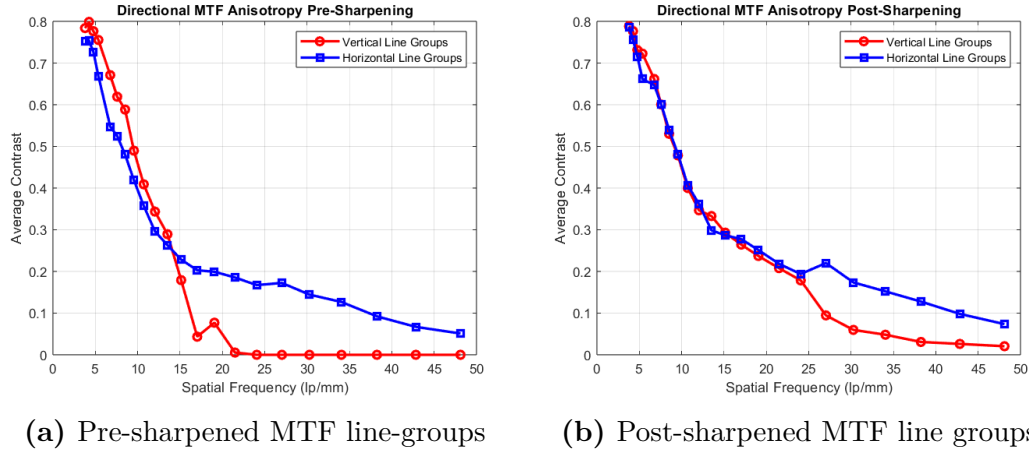 Directional MTF Anisotropy Pre-Sharpening
0.8
0.7
0.6
0.5
0.4
0.3
0.2
0.1
0
Average Contrast
Vertical Line Groups
Horizontal Line Groups
0 5 10 15 20 25 30 35 40 45 50
Spatial Frequency (lp/mm)
(a) Pre-sharpened MTF line-groups
Directional MTF Anisotropy Post-Sharpening
0.8
0.7
0.6
0.5
0.4
0.3
0.2
0.1
0
Average Contrast
Vertical Line Groups
Horizontal Line Groups
0 5 10 15 20 25 30 35 40 45 50
Spatial Frequency (lp/mm)
(b) Post-sharpened MTF line groups